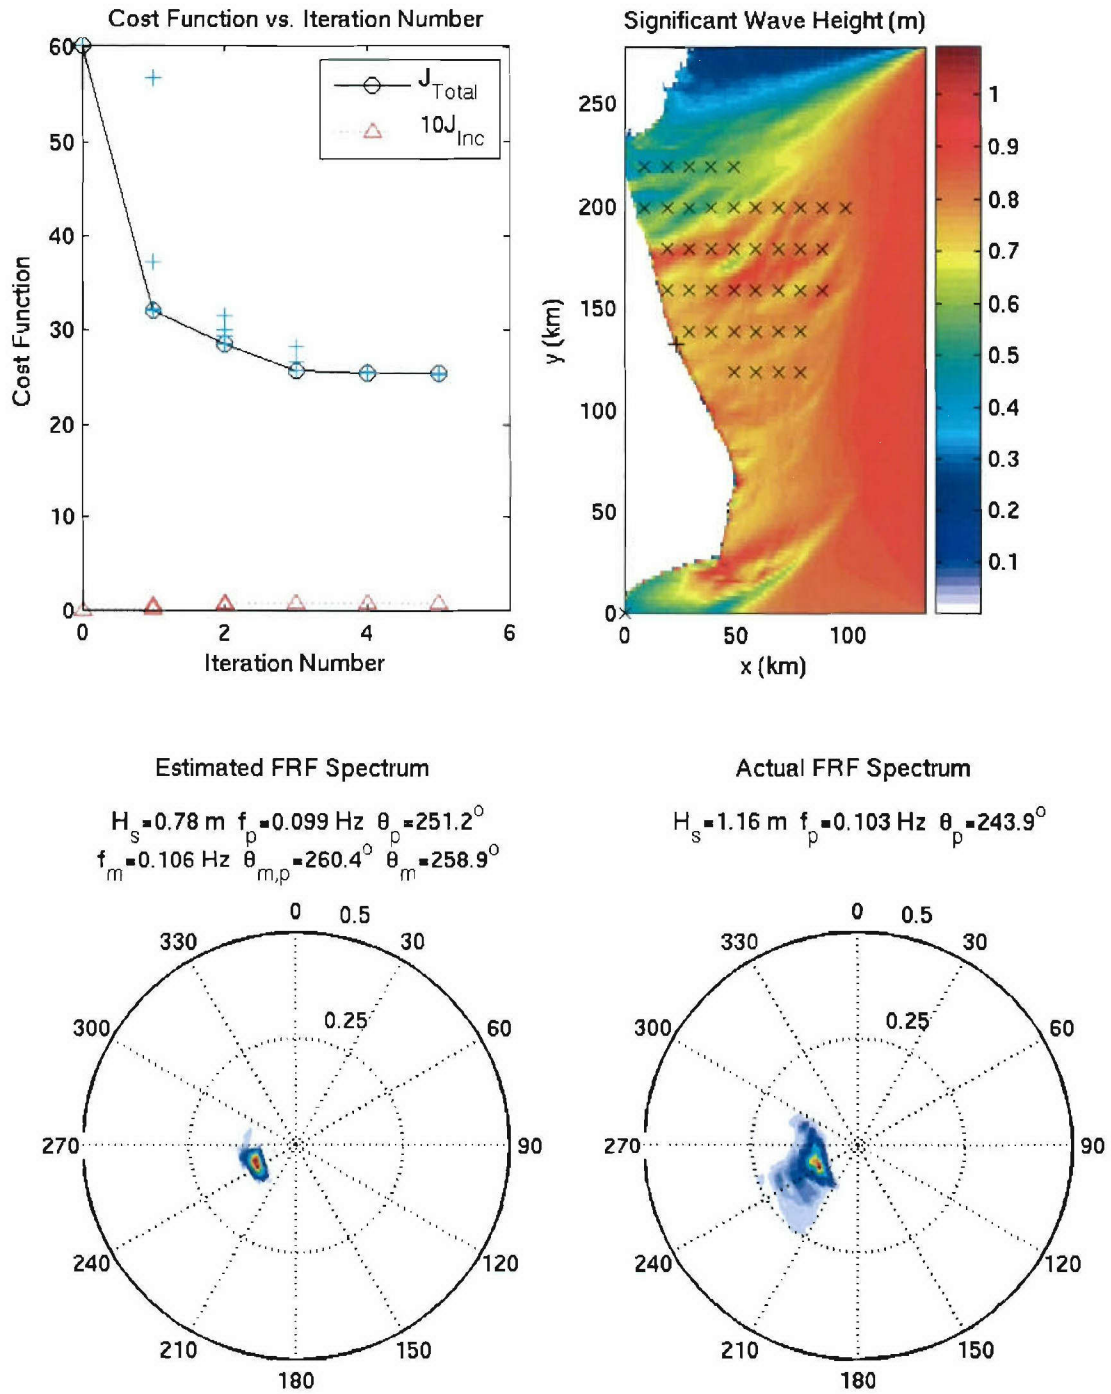 Cost Function vs. Iteration Number
60
50
40
30
20
10
0
0 2 4 6
Cost Function
Iteration Number
J_Total
10J_Inc
Significant Wave Height (m)
250
200
150
100
50
0
0 50 100
y (km)
x (km)
1
0.9
0.8
0.7
0.6
0.5
0.4
0.3
0.2
0.1
Estimated FRF Spectrum
H_s=0.78 m f_p=0.099 Hz θ_p=251.2°
f_m=0.106 Hz θ_m,p=260.4° θ_m=258.9°
0 0.5
330 30
300 0.25 60
270 90
240 120
210 150
180
Actual FRF Spectrum
H_s=1.16 m f_p=0.103 Hz θ_p=243.9°
0 0.5
330 30
300 0.25 60
270 90
240 120
210 150
180